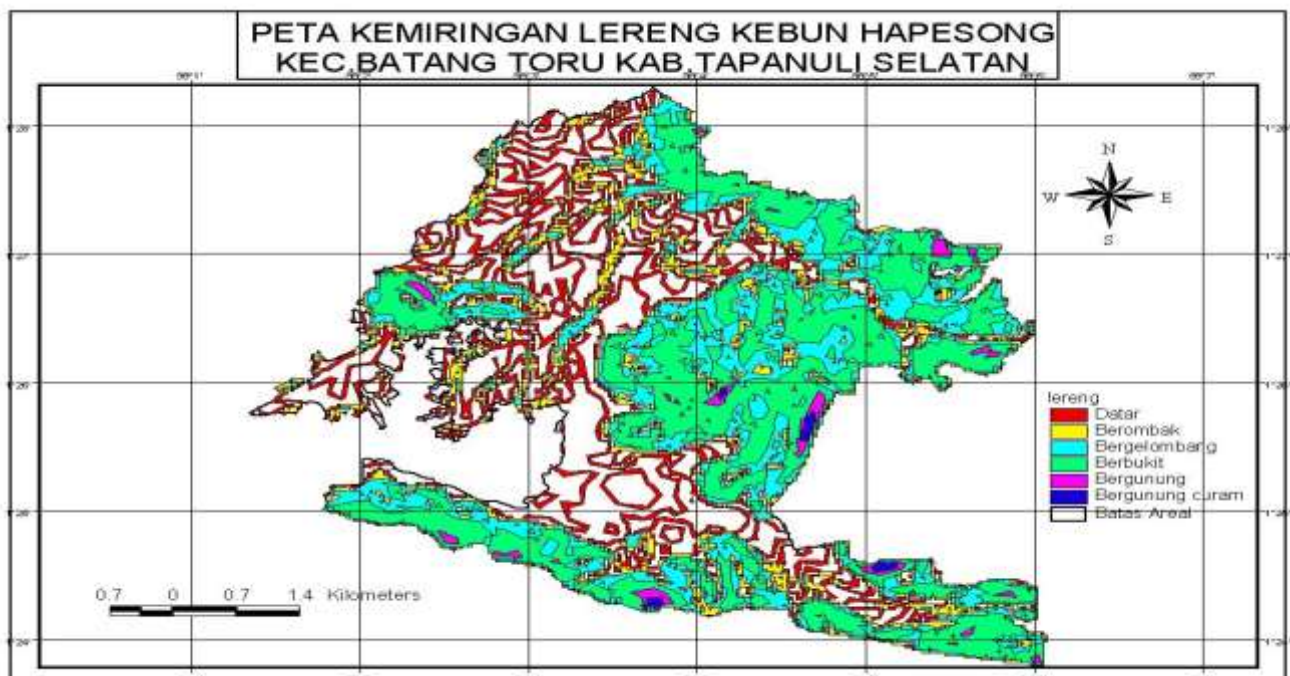 PETA KEMIRINGAN LERENG KEBUN HAPESONG
KEC,BATANG TORU KAB,TAPANULI SELATAN
N
W E
S
lereng
Datar
Berombak
Bergelombang
Berbukit
Bergunung
Bergunung curam
Batas Areal
0.7 0 0.7 1.4 Kilometers